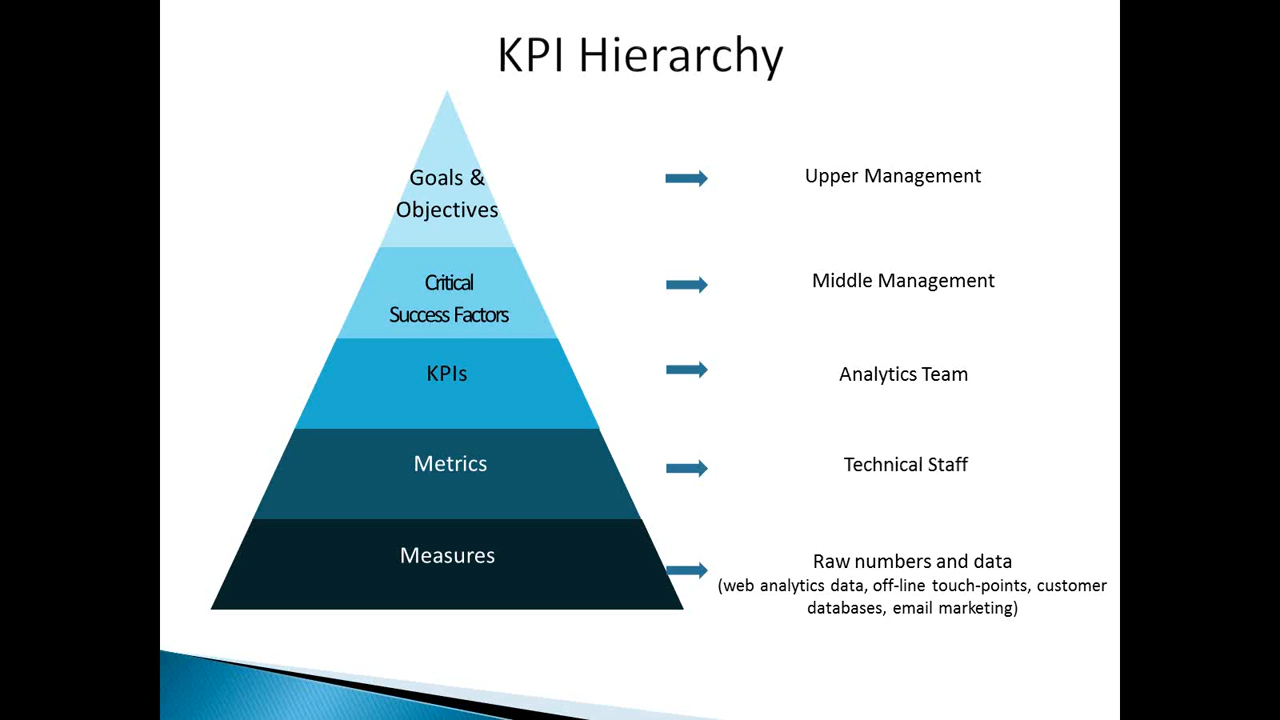 KPI Hierarchy
Goals &
Objectives
Upper Management
Critical
Success Factors
Middle Management
KPIs
Analytics Team
Metrics
Technical Staff
Measures
Raw numbers and data
(web analytics data, off-line touch-points, customer
databases, email marketing)